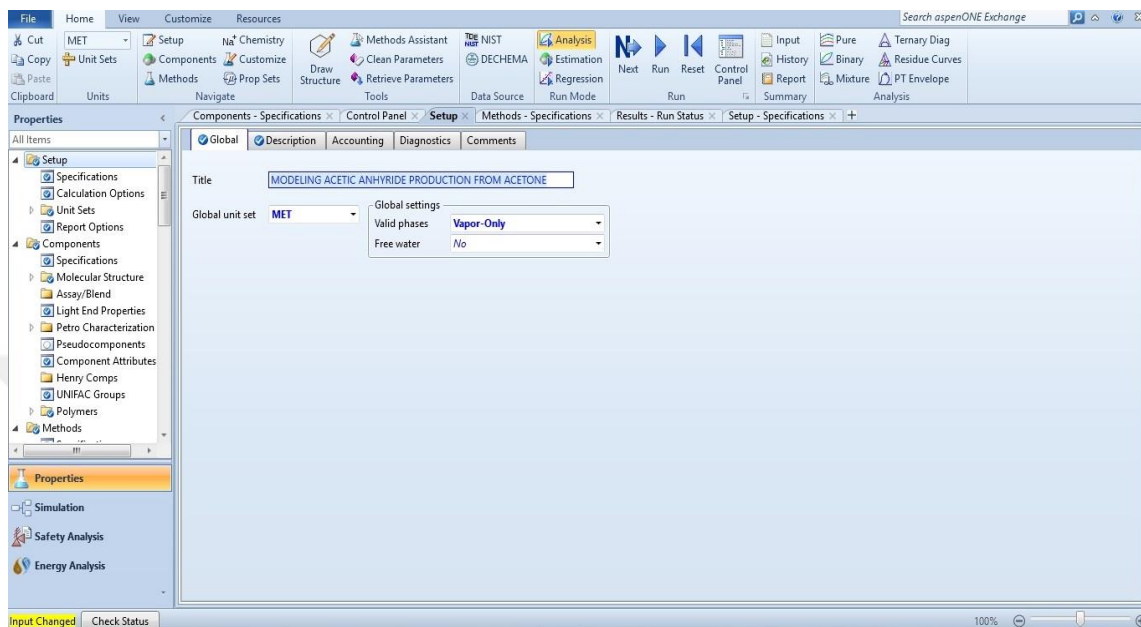 File Home View Customize Resources Search aspenONE Exchange
Cut MET Setup Na+ Chemistry Methods Assistant NIST Analysis Input Pure Ternary Diag
Copy Unit Sets Components Customize Draw Structure Clean Parameters DECHEMA Estimation Next Run Reset Control Panel History Binary Residue Curves
Paste Methods Prop Sets Retrieve Parameters Regression Report Mixture PT Envelope
Clipboard Units Navigate Tools Data Source Run Mode Run Summary Analysis
Properties Components - Specifications Control Panel Setup Methods - Specifications Results - Run Status Setup - Specifications +
All Items Global Description Accounting Diagnostics Comments
Setup
Specifications
Calculation Options
Unit Sets
Report Options
Components
Specifications
Molecular Structure
Assay/Blend
Light End Properties
Petro Characterization
Pseudocomponents
Component Attributes
Henry Comps
UNIFAC Groups
Polymers
Methods
Title MODELING ACETIC ANHYRIDE PRODUCTION FROM ACETONE
Global unit set MET
Global settings
Valid phases Vapor-Only
Free water No
Properties
Simulation
Safety Analysis
Energy Analysis
Input Changed Check Status 100%